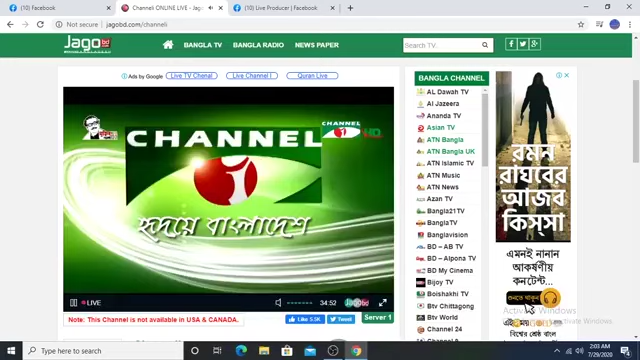 (10) Facebook
Channeli ONLINE LIVE - Jag
(10) Live Producer | Facebook
Not secure | jagobd.com/channeli
Jagobd.com
BANGLA TV
BANGLA RADIO
NEWS PAPER
Search TV.
Ads by Google
Live TV Chenal
Live Channel I
Quran Live
CHANNEL
i
HD
হৃদয়ে বাংলাদেশ
LIVE
34:52
Note: This Channel is not available in USA & CANADA.
Like 5.5K
Tweet
Server 1
BANGLA CHANNEL
AL Dawah TV
Al Jazeera
Ananda TV
Asian TV
ATN Bangla
ATN Bangla UK
ATN Islamic TV
ATN Music
ATN News
Azan TV
Bangla21TV
BanglaTV
Banglavision
BD – AB TV
BD – Alpona TV
BD My Cinema
Bijoy TV
Boishakhi TV
Btv Chittagong
Btv World
Channel 24
রমন
রাঘবের
আজব
কিস্সা
এমনই নানান
আকর্ষণীয়
কনটেন্ট...
শুনতে থাকুন
Activate Windows
বিশ্বের শ্রেষ্ঠ বাংলা
Type here to search
2:03 AM
7/29/2020